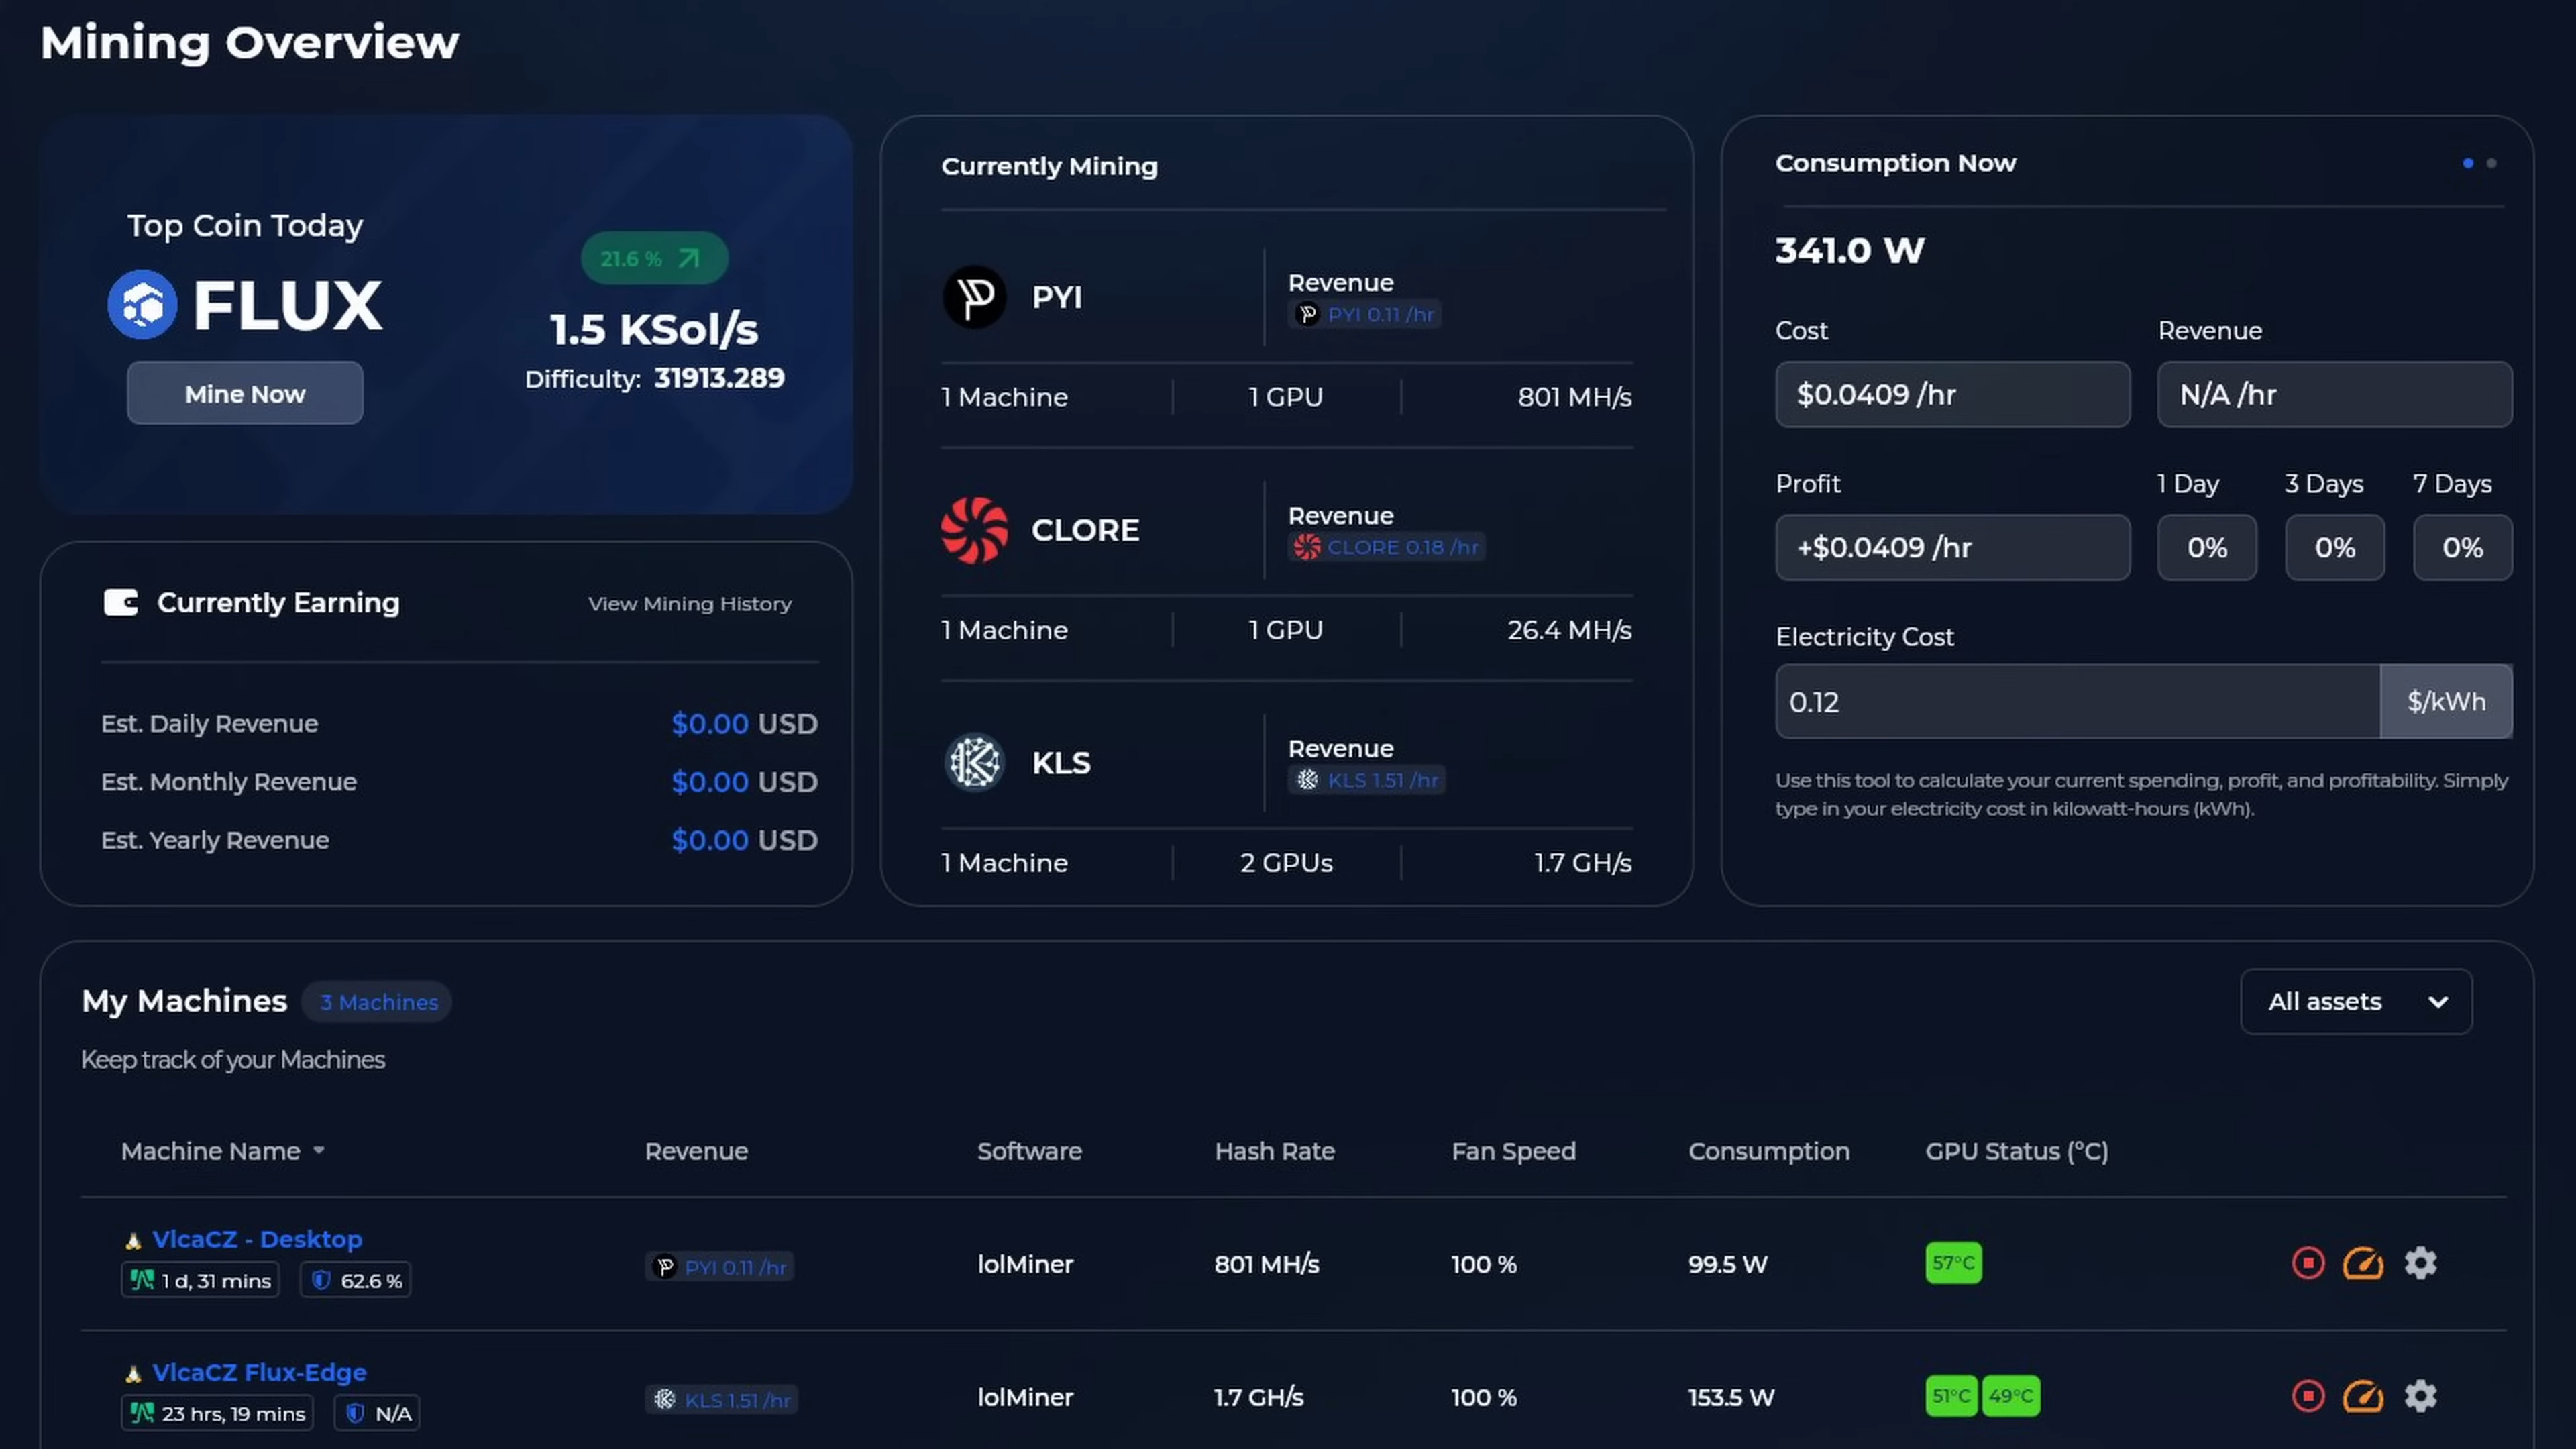 Mining Overview
Top Coin Today
FLUX
Mine Now
21.6 %
1.5 KSol/s
Difficulty: 31913.289
Currently Earning
View Mining History
Est. Daily Revenue $0.00 USD
Est. Monthly Revenue $0.00 USD
Est. Yearly Revenue $0.00 USD
Currently Mining
PYI
Revenue
PYI 0.11 /hr
1 Machine 1 GPU 801 MH/s
CLORE
Revenue
CLORE 0.18 /hr
1 Machine 1 GPU 26.4 MH/s
KLS
Revenue
KLS 1.51 /hr
1 Machine 2 GPUs 1.7 GH/s
Consumption Now
341.0 W
Cost Revenue
$0.0409 /hr N/A /hr
Profit 1 Day 3 Days 7 Days
+$0.0409 /hr 0% 0% 0%
Electricity Cost
0.12 $/kWh
Use this tool to calculate your current spending, profit, and profitability. Simply
type in your electricity cost in kilowatt-hours (kWh).
My Machines 3 Machines
All assets
Keep track of your Machines
Machine Name Revenue Software Hash Rate Fan Speed Consumption GPU Status (°C)
VlcaCZ - Desktop
1 d, 31 mins 62.6 %
PYI 0.11 /hr lolMiner 801 MH/s 100 % 99.5 W 57°C
VlcaCZ Flux-Edge
23 hrs, 19 mins N/A
KLS 1.51 /hr lolMiner 1.7 GH/s 100 % 153.5 W 51°C 49°C